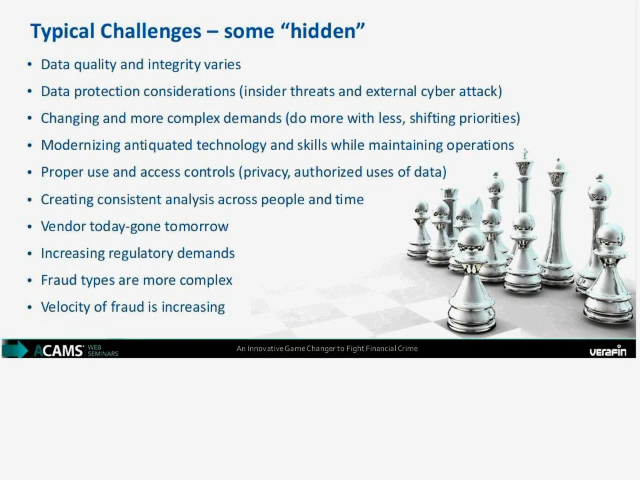 Typical Challenges – some “hidden”
• Data quality and integrity varies
• Data protection considerations (insider threats and external cyber attack)
• Changing and more complex demands (do more with less, shifting priorities)
• Modernizing antiquated technology and skills while maintaining operations
• Proper use and access controls (privacy, authorized uses of data)
• Creating consistent analysis across people and time
• Vendor today-gone tomorrow
• Increasing regulatory demands
• Fraud types are more complex
• Velocity of fraud is increasing
ACAMS WEB
SEMINARS
An Innovative Game Changer to Fight Financial Crime
verafin